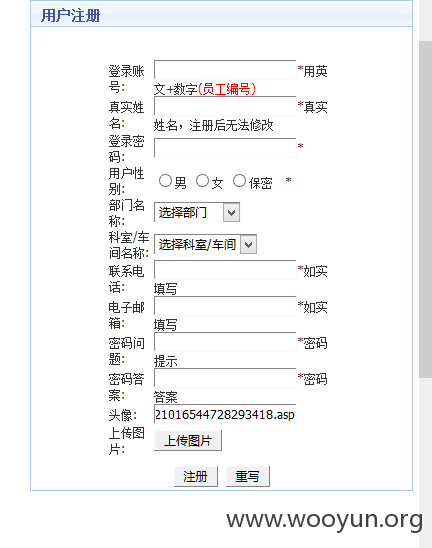 用户注册
登录账号:
*用英文+数字(员工编号)
真实姓名:
*真实姓名，注册后无法修改
登录密码:
*
用户性别:
男 女 保密 *
部门名称:
选择部门
科室/车间名称:
选择科室/车间
联系电话:
*如实填写
电子邮箱:
*如实填写
密码问题:
*密码提示
密码答案:
*密码答案
头像:
21016544728293418.asp
上传图片:
上传图片
注册 重写
www.wooyun.org